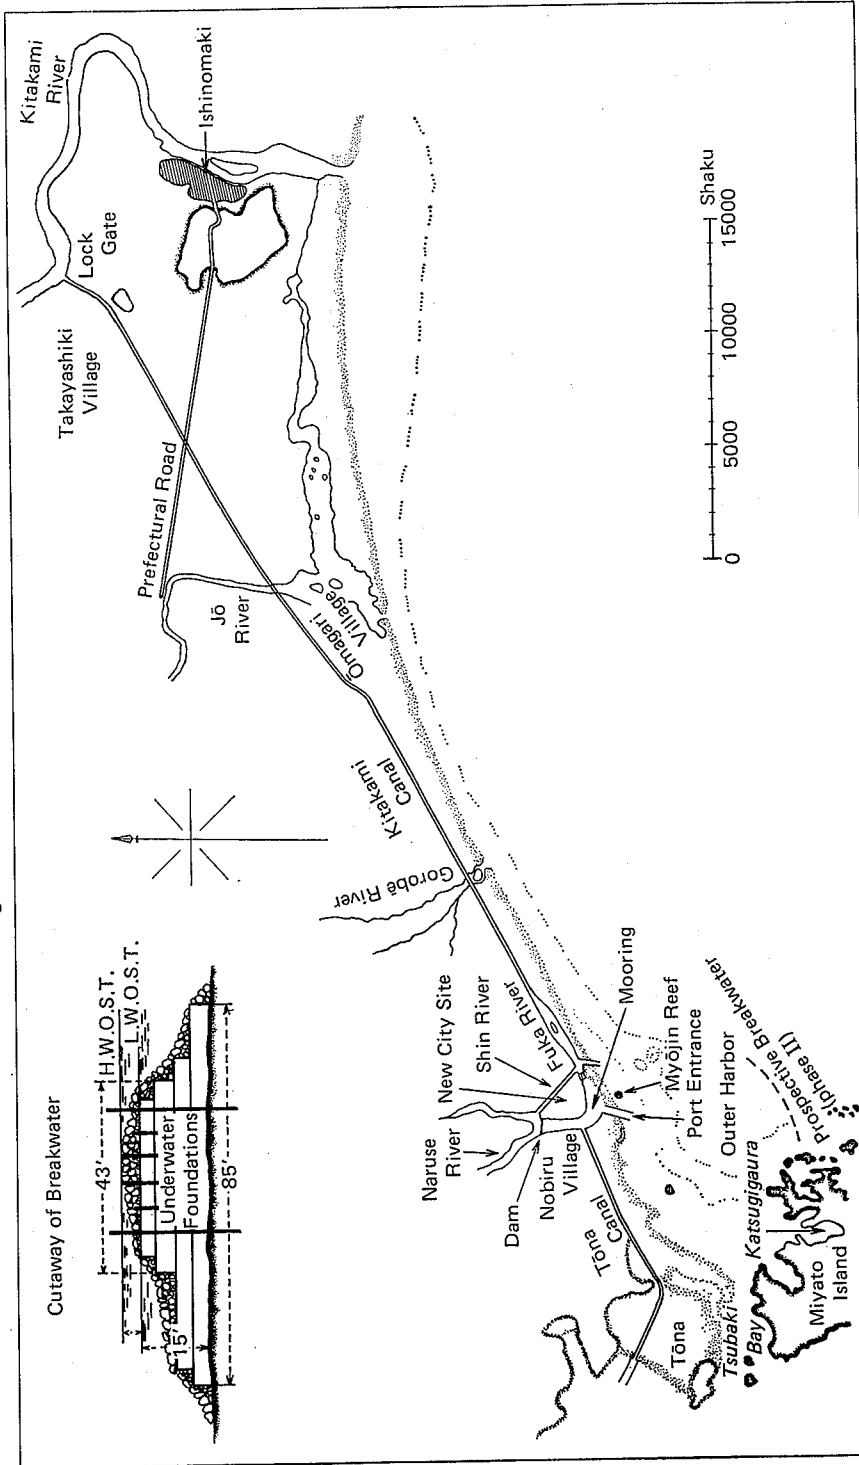 Cutaway of Breakwater
H.W.O.S.T.
L.W.O.S.T.
43'
Underwater
Foundations
15'
85'
Kitakami
River
Lock
Gate
Ishinomaki
Takayashiki
Village
Prefectural Road
Jō
River
Ōmagari
Village
Kitakami
Canal
Gorobē River
Naruse
River
New City Site
Shin River
Fuka River
Dam
Nobiru
Village
Mooring
Myōjin Reef
Port Entrance
Outer Harbor
Prospective Breakwater
(phase II)
Tōna
Canal
Tōna
Tsubaki
Bay
Katsugigaura
Miyato
Island
0 5000 10000 15000
Shaku